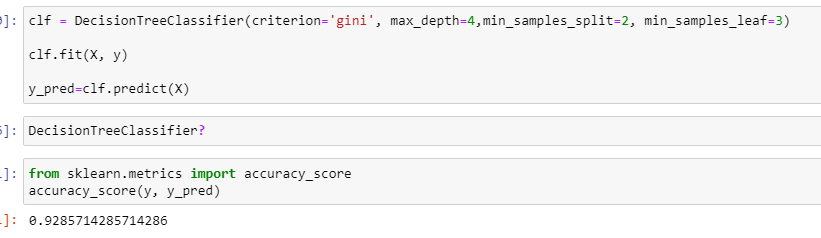 ]: clf = DecisionTreeClassifier(criterion='gini', max_depth=4,min_samples_split=2, min_samples_leaf=3)
clf.fit(X, y)
y_pred=clf.predict(X)
]: DecisionTreeClassifier?
]: from sklearn.metrics import accuracy_score
accuracy_score(y, y_pred)
]: 0.9285714285714286